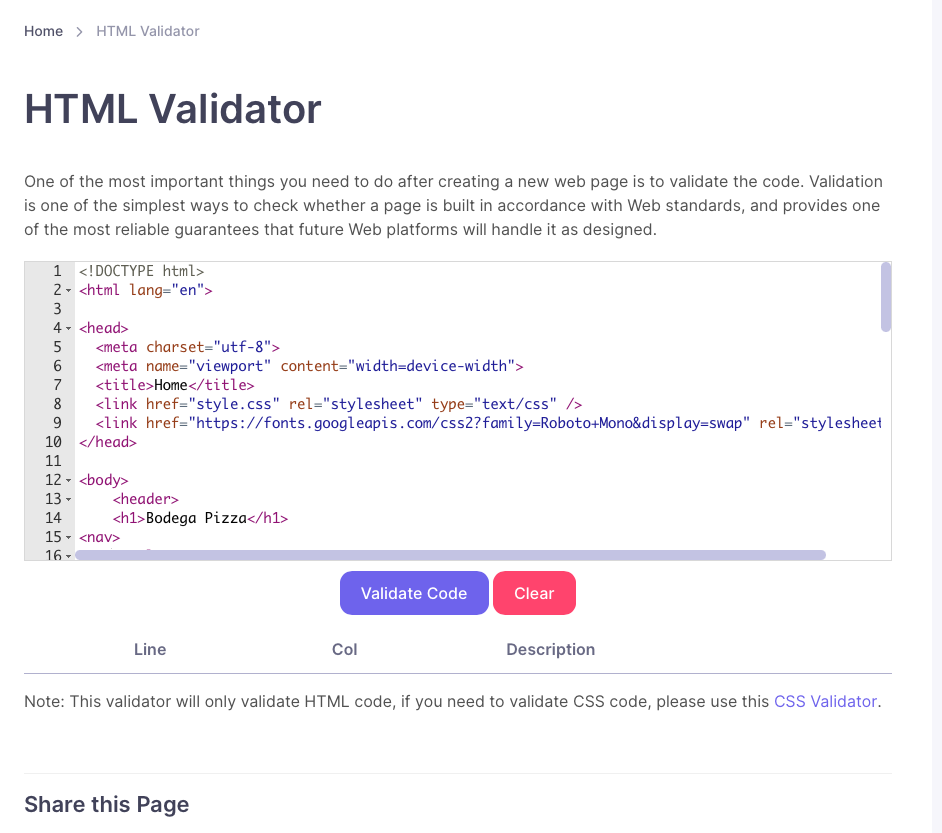 Home > HTML Validator
HTML Validator
One of the most important things you need to do after creating a new web page is to validate the code. Validation
is one of the simplest ways to check whether a page is built in accordance with Web standards, and provides one
of the most reliable guarantees that future Web platforms will handle it as designed.
1 <!DOCTYPE html>
2 <html lang="en">
3
4 <head>
5 <meta charset="utf-8">
6 <meta name="viewport" content="width=device-width">
7 <title>Home</title>
8 <link href="style.css" rel="stylesheet" type="text/css" />
9 <link href="https://fonts.googleapis.com/css2?family=Roboto+Mono&display=swap" rel="stylesheet
10 </head>
11
12 <body>
13 <header>
14 <h1>Bodega Pizza</h1>
15 <nav>
16
Validate Code Clear
Line Col Description
Note: This validator will only validate HTML code, if you need to validate CSS code, please use this CSS Validator.
Share this Page